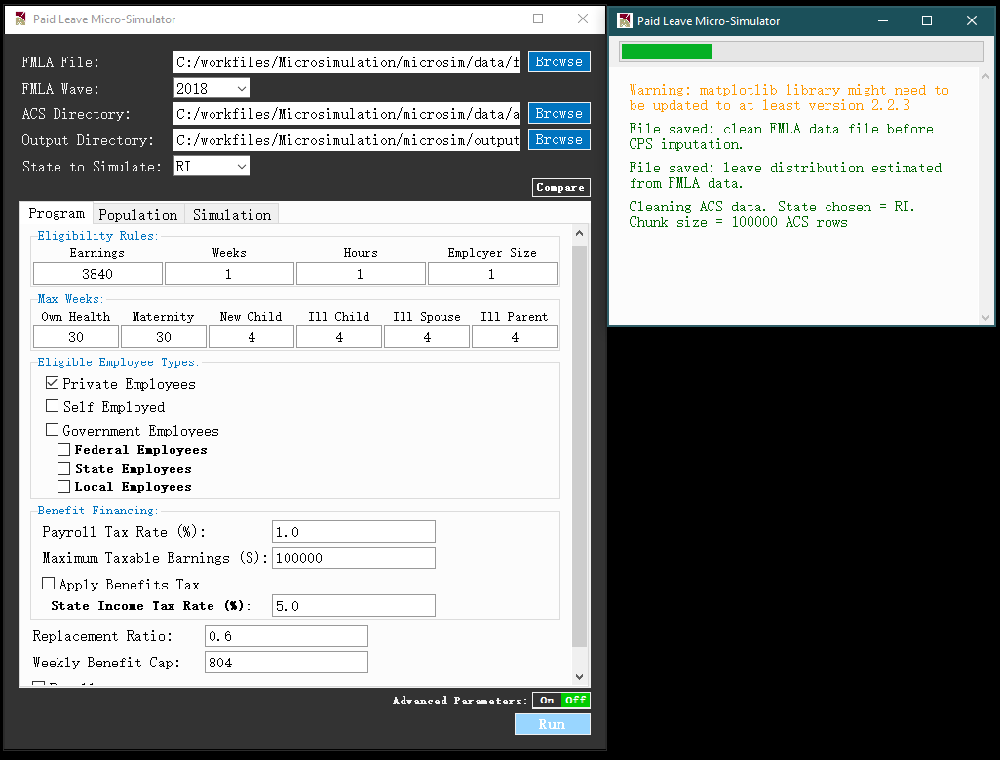 Paid Leave Micro-Simulator
FMLA File: C:/workfiles/Microsimulation/microsim/data/f Browse
FMLA Wave: 2018
ACS Directory: C:/workfiles/Microsimulation/microsim/data/a Browse
Output Directory: C:/workfiles/Microsimulation/microsim/output Browse
State to Simulate: RI
Compare
Program Population Simulation
Eligibility Rules:
Earnings Weeks Hours Employer Size
3840 1 1 1
Max Weeks:
Own Health Maternity New Child Ill Child Ill Spouse Ill Parent
30 30 4 4 4 4
Eligible Employee Types:
Private Employees
Self Employed
Government Employees
Federal Employees
State Employees
Local Employees
Benefit Financing:
Payroll Tax Rate (%): 1.0
Maximum Taxable Earnings ($): 100000
Apply Benefits Tax
State Income Tax Rate (%): 5.0
Replacement Ratio: 0.6
Weekly Benefit Cap: 804
Advanced Parameters: On Off
Run
Paid Leave Micro-Simulator
Warning: matplotlib library might need to
be updated to at least version 2.2.3
File saved: clean FMLA data file before
CPS imputation.
File saved: leave distribution estimated
from FMLA data.
Cleaning ACS data. State chosen = RI.
Chunk size = 100000 ACS rows